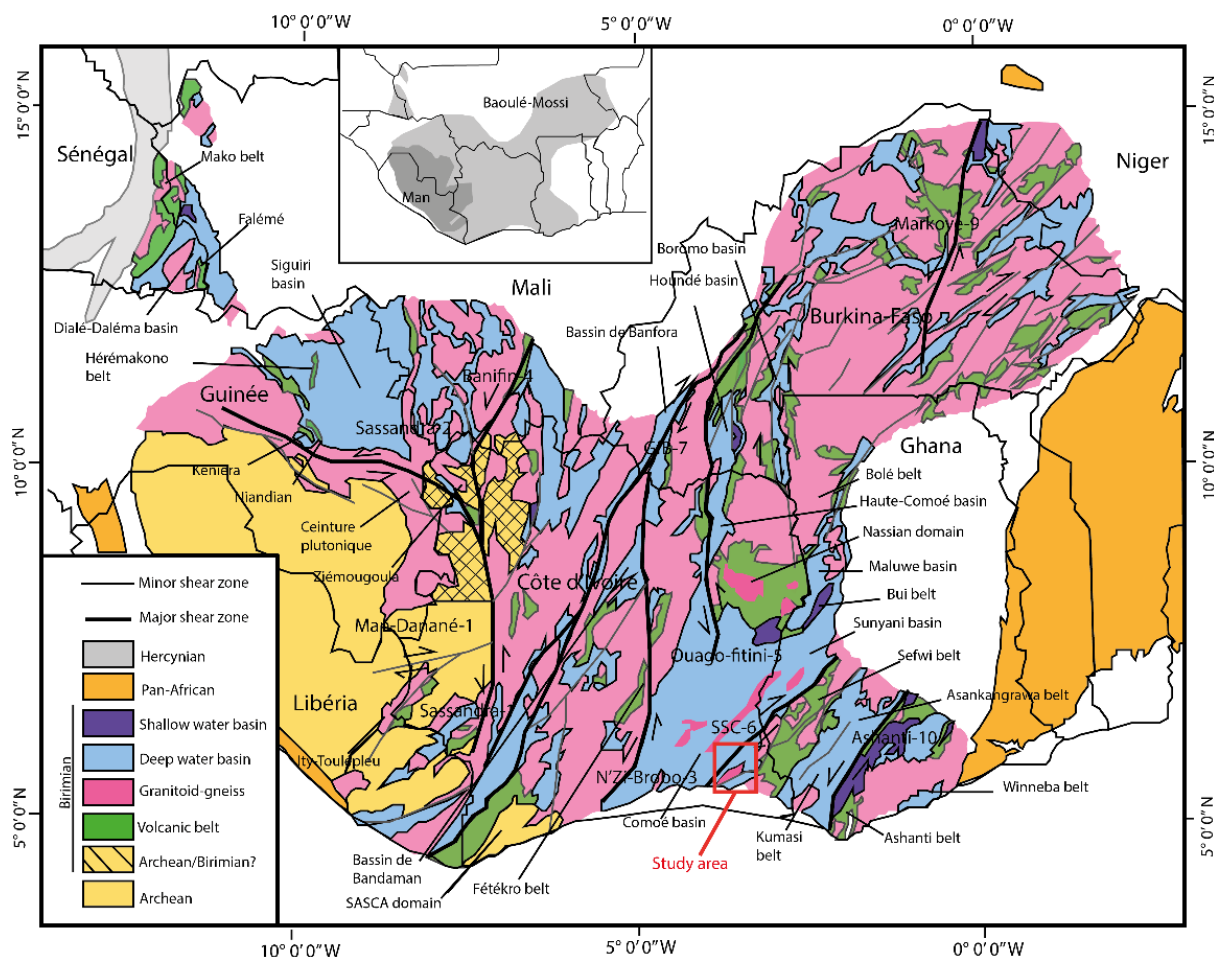 10° 0'0"W
5° 0'0"W
0° 0'0"W
15° 0'0"N
15° 0'0"N
Baoulé-Mossi
Man
Sénégal
Mako belt
Niger
Falémé
Markoye-9
Siguiri
basin
Boromo basin
Houndé basin
Mali
Burkina-Faso
Dialé-Daléma basin
Bassin de Banfora
Hérémakono
belt
Banifin-4
Guinée
Sassandra-2
GIB-7
Ghana
10° 0'0"N
10° 0'0"N
Keniéra
Niandian
Bolé belt
Haute-Comoé basin
Ceinture
plutonique
Nassian domain
Zjémougoula
Maluwe basin
Côte d'Ivoire
Bui belt
Man-Danané-1
Sunyani basin
Ouago-fitini-5
Sefwi belt
Libéria
Asankangrawa belt
Sassandra-1
SSC-6
Ashanti-10
Ity-Toulépleu
N'Zi-Brobo-3
Winneba belt
5° 0'0"N
5° 0'0"N
Comoé basin
Kumasi
belt
Ashanti belt
Study area
Bassin de
Bandaman
Fétékro belt
SASCA domain
Minor shear zone
Major shear zone
Hercynian
Pan-African
Birimian
Shallow water basin
Deep water basin
Granitoid-gneiss
Volcanic belt
Archean/Birimian?
Archean
10° 0'0"W
5° 0'0"W
0° 0'0"W